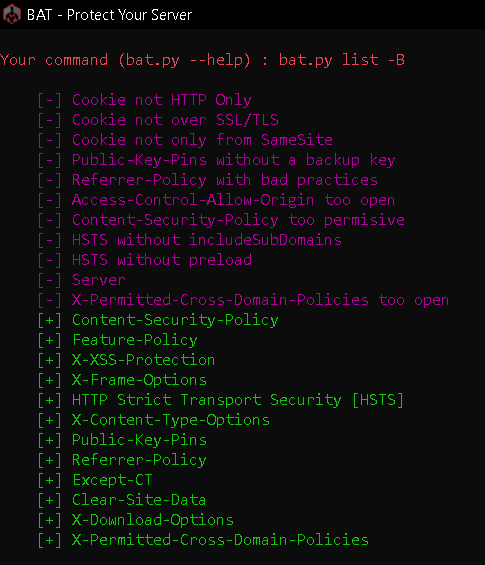 BAT - Protect Your Server
Your command (bat.py --help) : bat.py list -B
[-] Cookie not HTTP Only
[-] Cookie not over SSL/TLS
[-] Cookie not only from SameSite
[-] Public-Key-Pins without a backup key
[-] Referrer-Policy with bad practices
[-] Access-Control-Allow-Origin too open
[-] Content-Security-Policy too permisive
[-] HSTS without includeSubDomains
[-] HSTS without preload
[-] Server
[-] X-Permitted-Cross-Domain-Policies too open
[+] Content-Security-Policy
[+] Feature-Policy
[+] X-XSS-Protection
[+] X-Frame-Options
[+] HTTP Strict Transport Security [HSTS]
[+] X-Content-Type-Options
[+] Public-Key-Pins
[+] Referrer-Policy
[+] Except-CT
[+] Clear-Site-Data
[+] X-Download-Options
[+] X-Permitted-Cross-Domain-Policies